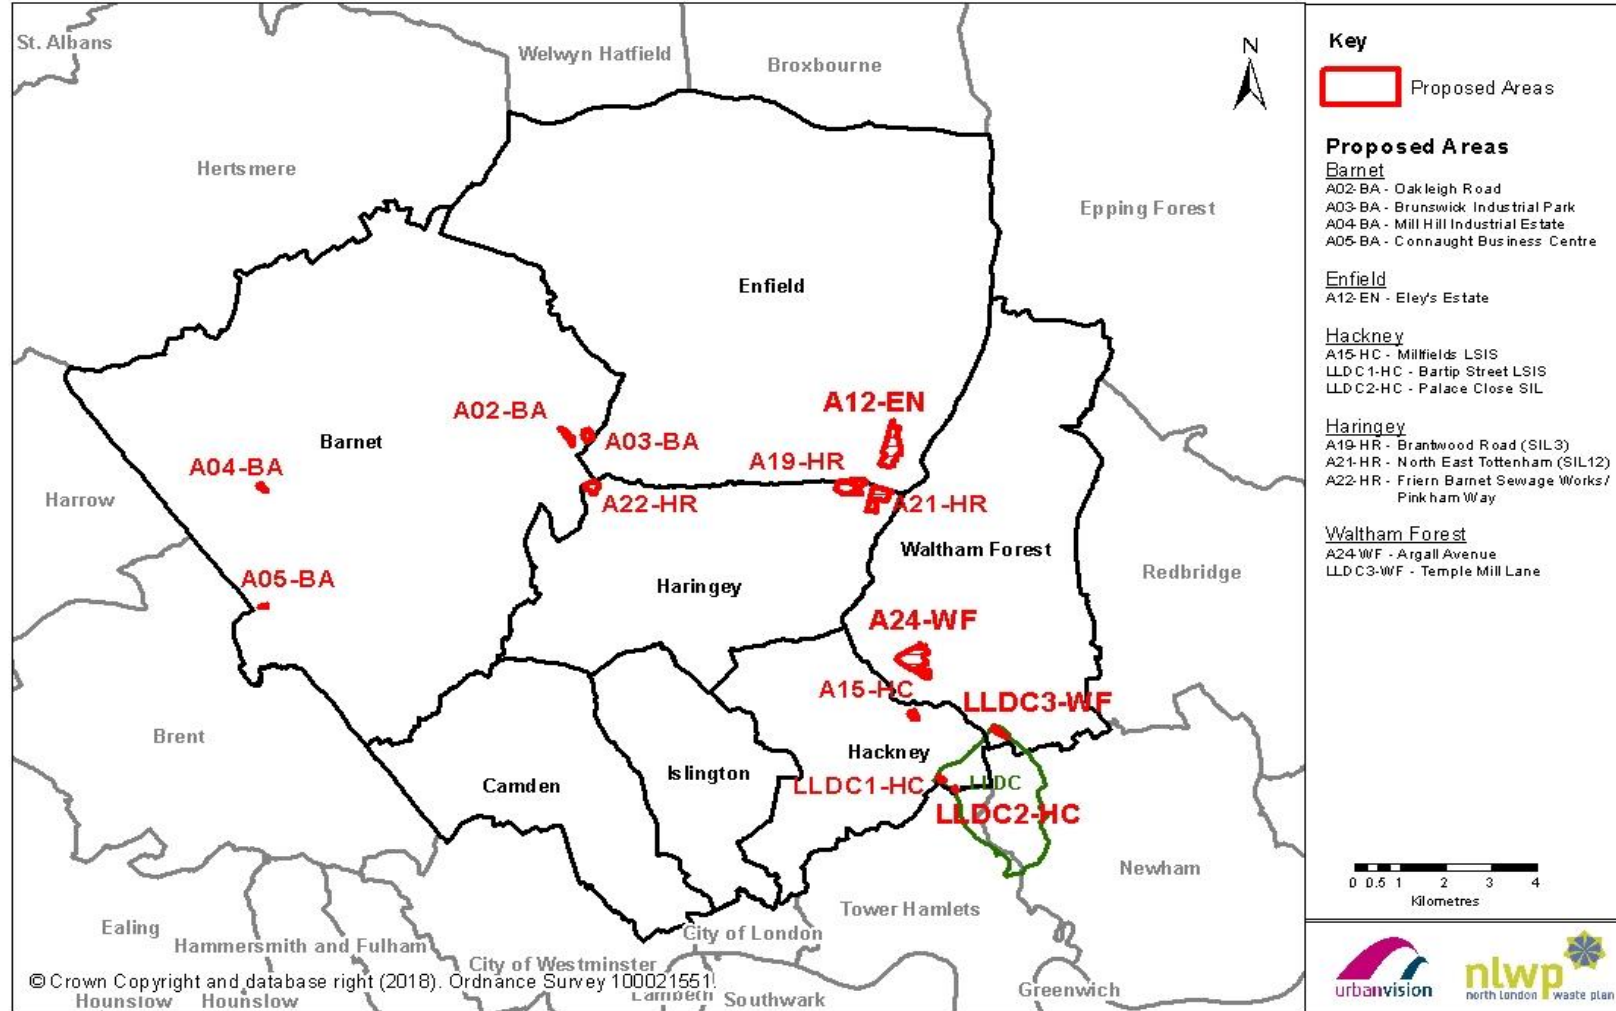 St. Albans
Welwyn Hatfield
Broxbourne
N
Hertsmere
Epping Forest
Enfield
A12-EN
A02-BA
A03-BA
Barnet
A19-HR
A04-BA
A22-HR
A21-HR
Harrow
Waltham Forest
Redbridge
A05-BA
Haringey
A24-WF
A15-HC
LLDC3-WF
Brent
Hackney
Islington
Camden
LLDC1-HC
LLDC
LLDC2-HC
Newham
Tower Hamlets
Ealing
Hammersmith and Fulham
City of London
City of Westminster
© Crown Copyright and database right (2018). Ordnance Survey 100021551
Hounslow
Hounslow
Lambeth
Southwark
Greenwich
Key
Proposed Areas
Proposed Areas
Barnet
A02-BA - Oakleigh Road
A03-BA - Brunswick Industrial Park
A04-BA - Mill Hill Industrial Estate
A05-BA - Connaught Business Centre
Enfield
A12-EN - Eley's Estate
Hackney
A15-HC - Millfields LSIS
LLDC1-HC - Bartip Street LSIS
LLDC2-HC - Palace Close SIL
Haringey
A19-HR - Brantwood Road (SIL3)
A21-HR - North East Tottenham (SIL12)
A22-HR - Friern Barnet Sewage Works/
Pinkham Way
Waltham Forest
A24-WF - Argall Avenue
LLDC3-WF - Temple Mill Lane
0 0.5 1 2 3 4
Kilometres
urbanvision
nlwp
north london waste plan